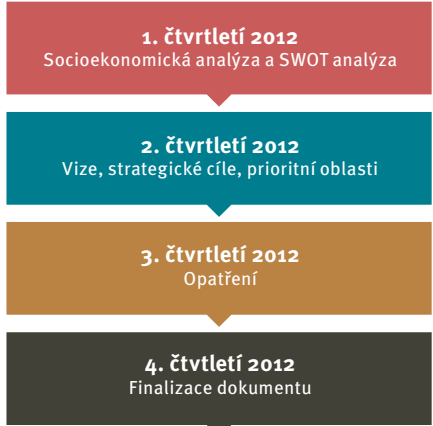 1. čtvrtletí 2012
Socioekonomická analýza a SWOT analýza
2. čtvrtletí 2012
Vize, strategické cíle, prioritní oblasti
3. čtvrtletí 2012
Opatření
4. čtvtletí 2012
Finalizace dokumentu